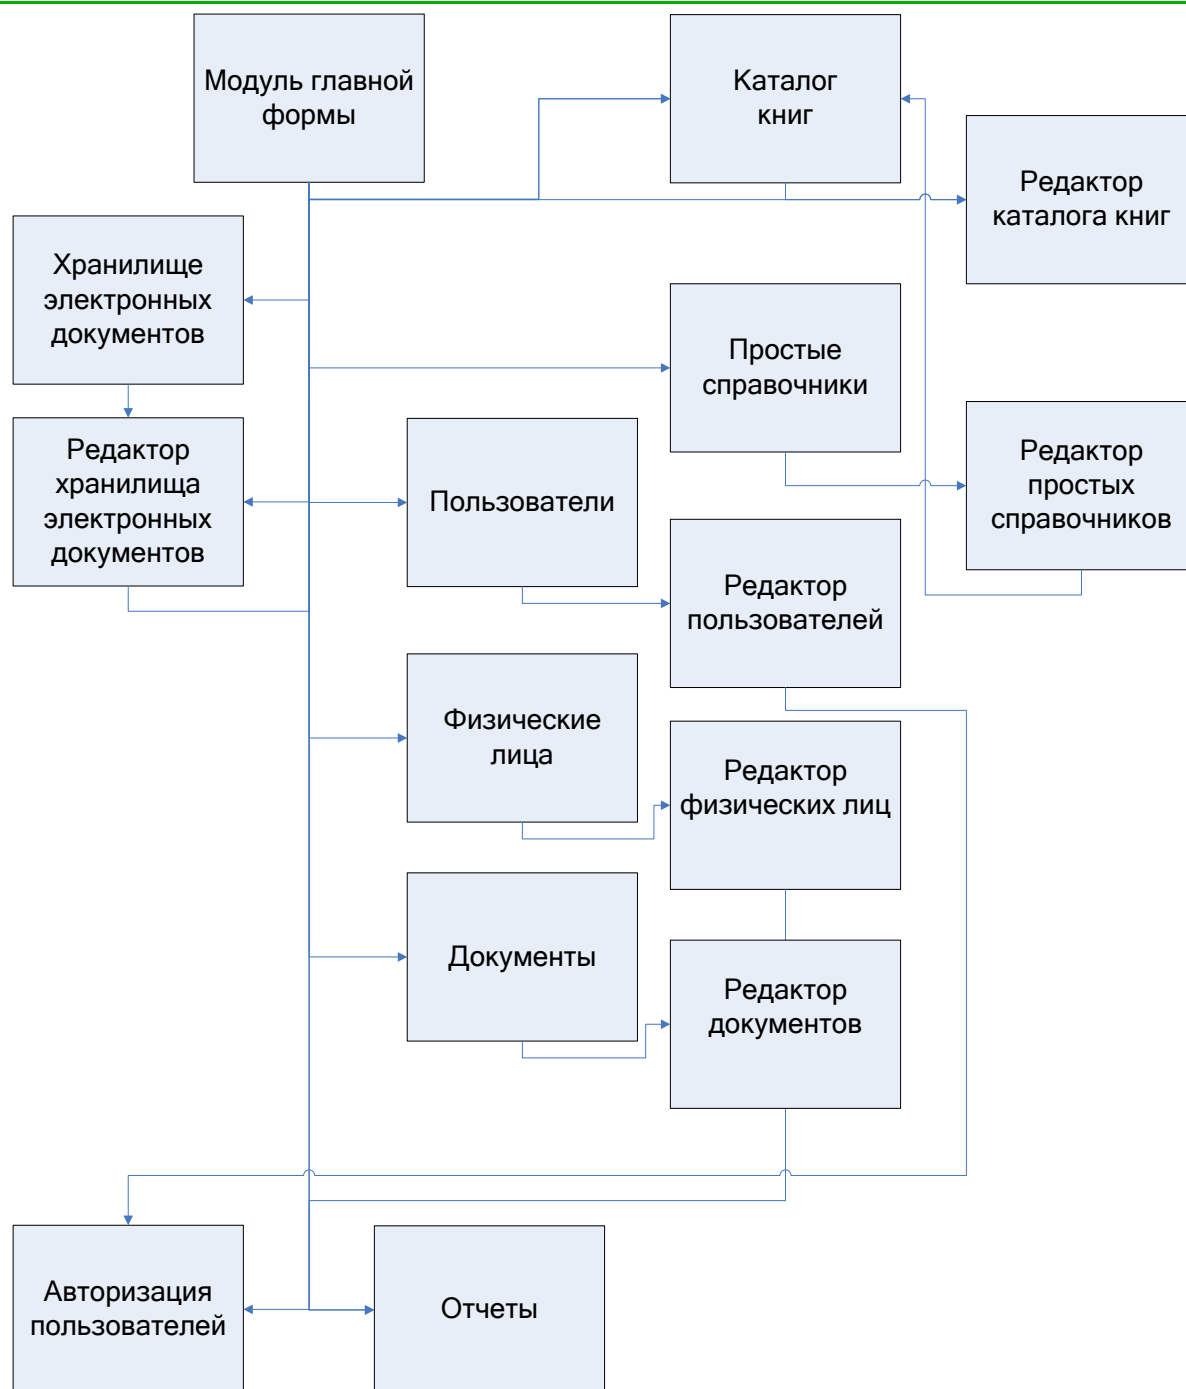 Модуль главной
формы
Каталог
книг
Редактор
каталога книг
Хранилище
электронных
документов
Простые
справочники
Редактор
хранилища
электронных
документов
Пользователи
Редактор
простых
справочников
Редактор
пользователей
Физические
лица
Редактор
физических лиц
Документы
Редактор
документов
Авторизация
пользователей
Отчеты